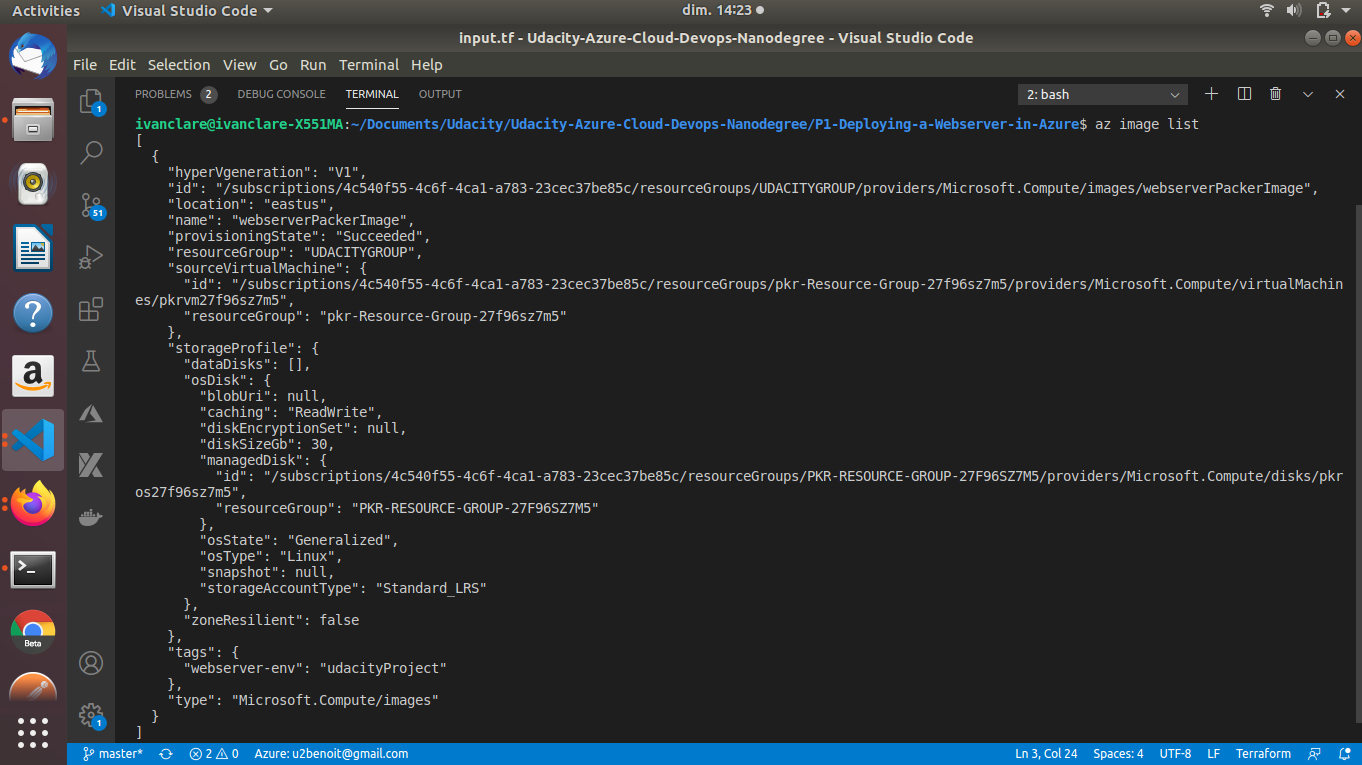 Activities Visual Studio Code dim. 14:23
input.tf - Udacity-Azure-Cloud-Devops-Nanodegree - Visual Studio Code
File Edit Selection View Go Run Terminal Help
PROBLEMS 2 DEBUG CONSOLE TERMINAL OUTPUT 2: bash
ivanclare@ivanclare-X551MA:~/Documents/Udacity/Udacity-Azure-Cloud-Devops-Nanodegree/P1-Deploying-a-Webserver-in-Azure$ az image list
[
  {
    "hyperVgeneration": "V1",
    "id": "/subscriptions/4c540f55-4c6f-4ca1-a783-23cec37be85c/resourceGroups/UDACITYGROUP/providers/Microsoft.Compute/images/webserverPackerImage",
    "location": "eastus",
    "name": "webserverPackerImage",
    "provisioningState": "Succeeded",
    "resourceGroup": "UDACITYGROUP",
    "sourceVirtualMachine": {
      "id": "/subscriptions/4c540f55-4c6f-4ca1-a783-23cec37be85c/resourceGroups/pkr-Resource-Group-27f96sz7m5/providers/Microsoft.Compute/virtualMachin
es/pkrvm27f96sz7m5",
      "resourceGroup": "pkr-Resource-Group-27f96sz7m5"
    },
    "storageProfile": {
      "dataDisks": [],
      "osDisk": {
        "blobUri": null,
        "caching": "ReadWrite",
        "diskEncryptionSet": null,
        "diskSizeGb": 30,
        "managedDisk": {
          "id": "/subscriptions/4c540f55-4c6f-4ca1-a783-23cec37be85c/resourceGroups/PKR-RESOURCE-GROUP-27F96SZ7M5/providers/Microsoft.Compute/disks/pkr
os27f96sz7m5",
          "resourceGroup": "PKR-RESOURCE-GROUP-27F96SZ7M5"
        },
        "osState": "Generalized",
        "osType": "Linux",
        "snapshot": null,
        "storageAccountType": "Standard_LRS"
      },
      "zoneResilient": false
    },
    "tags": {
      "webserver-env": "udacityProject"
    },
    "type": "Microsoft.Compute/images"
  }
]
1
51
1
Beta
master* 2 0 Azure: u2benoit@gmail.com Ln 3, Col 24 Spaces: 4 UTF-8 LF Terraform